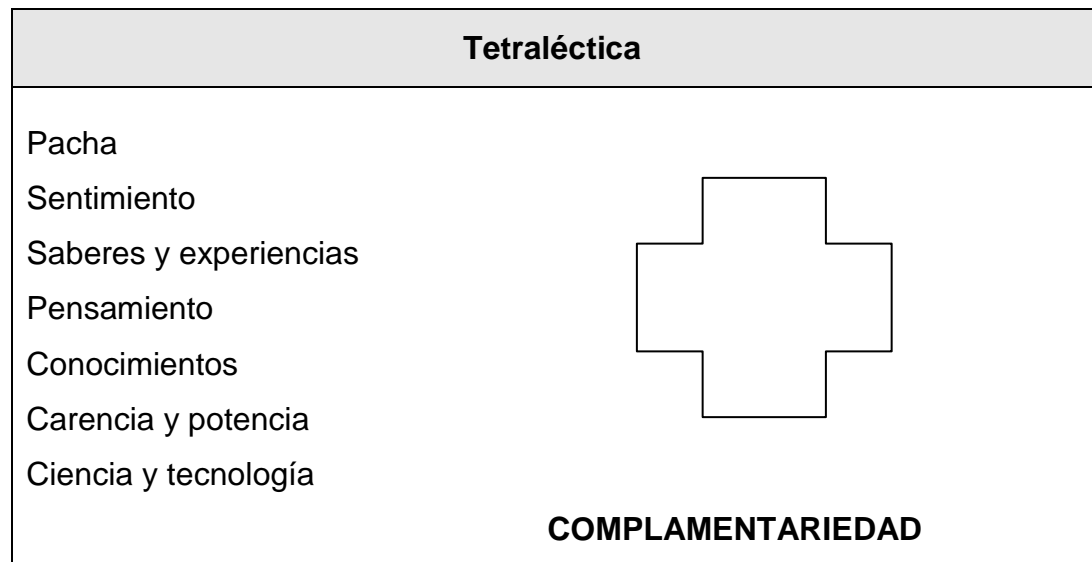 Tetraléctica
Pacha
Sentimiento
Saberes y experiencias
Pensamiento
Conocimientos
Carencia y potencia
Ciencia y tecnología
COMPLAMENTARIEDAD